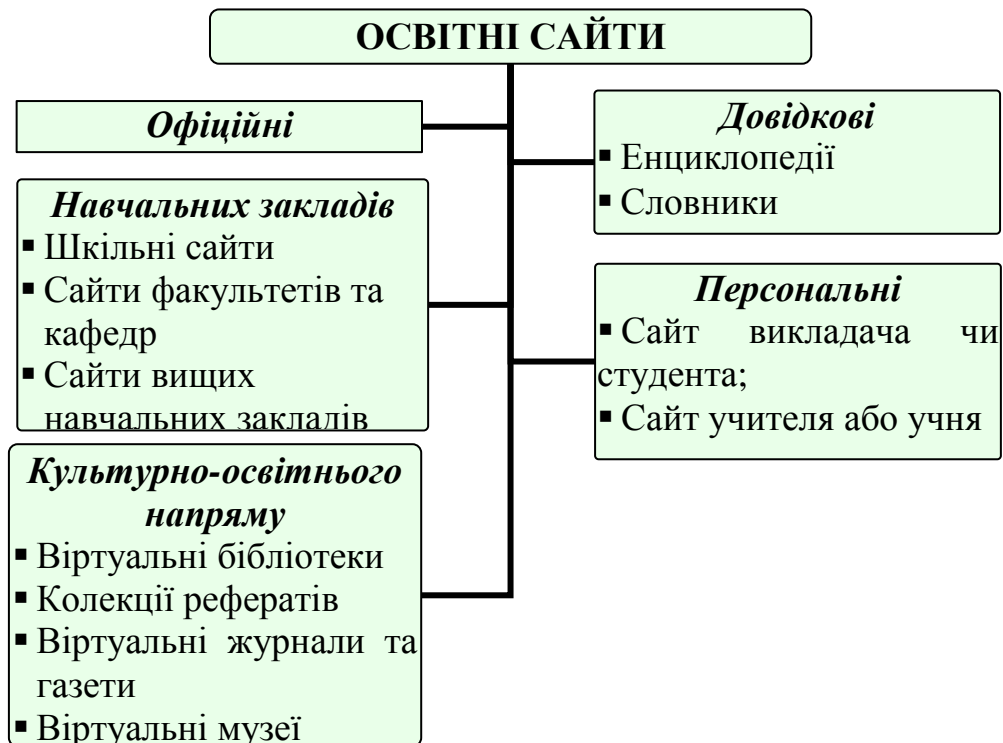 ОСВІТНІ САЙТИ
Офіційні
Навчальних закладів
▪ Шкільні сайти
▪ Сайти факультетів та
кафедр
▪ Сайти вищих
навчальних закладів
Культурно-освітнього
напряму
▪ Віртуальні бібліотеки
▪ Колекції рефератів
▪ Віртуальні журнали та
газети
▪ Віртуальні музеї
Довідкові
▪ Енциклопедії
▪ Словники
Персональні
▪ Сайт викладача чи
студента;
▪ Сайт учителя або учня